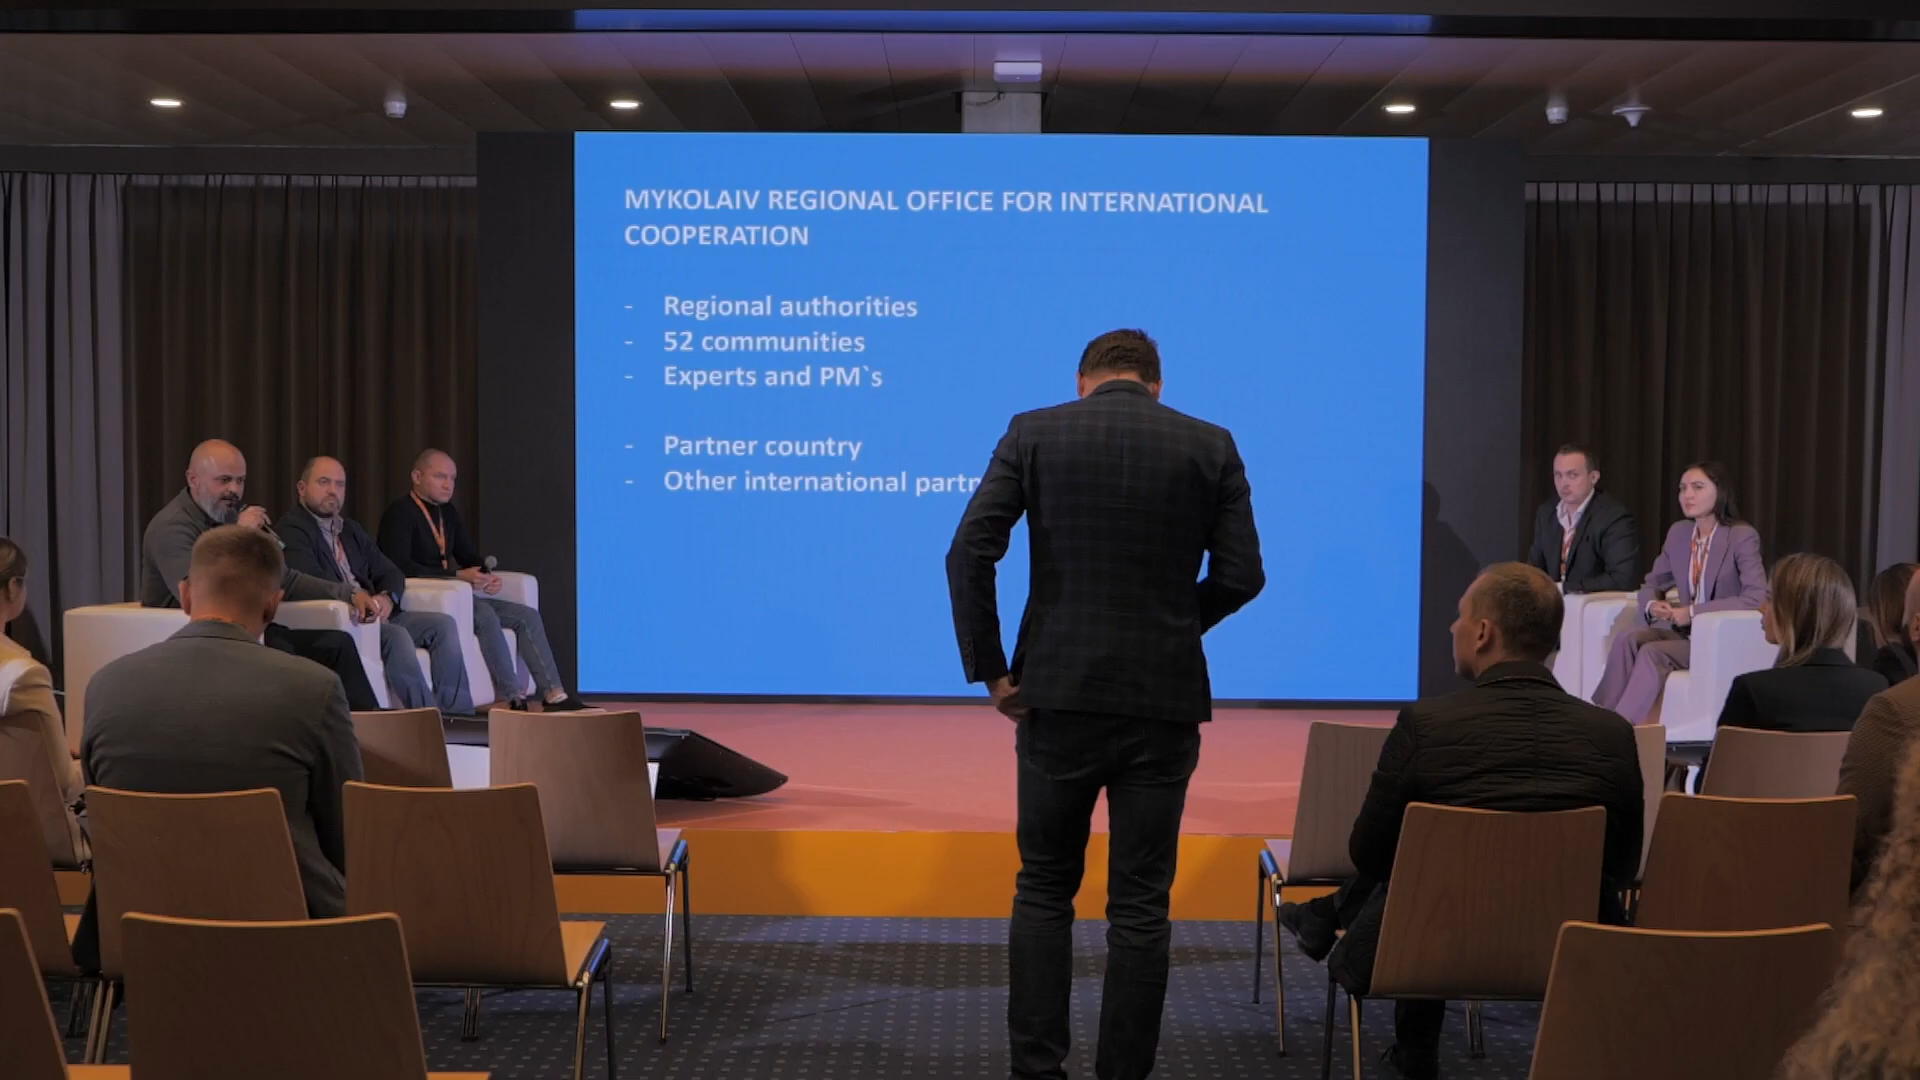 MYKOLAIV REGIONAL OFFICE FOR INTERNATIONAL
COOPERATION
- Regional authorities
- 52 communities
- Experts and PM`s
- Partner country
- Other international